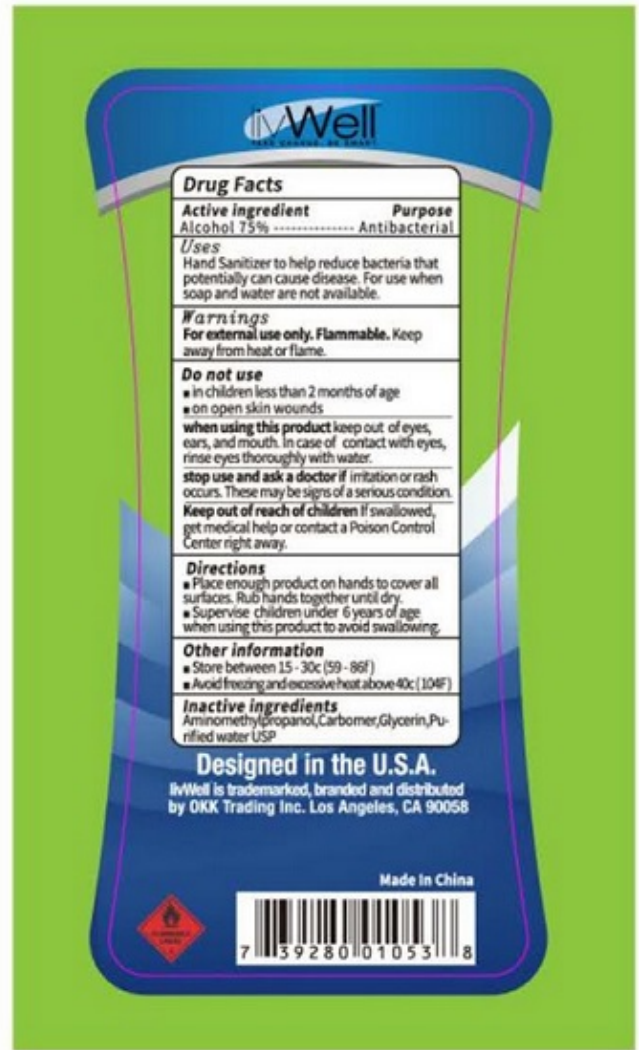 livWell
TAKE CHARGE. BE SMART
Drug Facts
Active ingredient Purpose
Alcohol 75% -------------- Antibacterial
Uses
Hand Sanitizer to help reduce bacteria that
potentially can cause disease. For use when
soap and water are not available.
Warnings
For external use only. Flammable. Keep
away from heat or flame.
Do not use
▪ in children less than 2 months of age
▪ on open skin wounds
when using this product keep out of eyes,
ears, and mouth. In case of contact with eyes,
rinse eyes thoroughly with water.
stop use and ask a doctor if irritation or rash
occurs. These may be signs of a serious condition.
Keep out of reach of children If swallowed,
get medical help or contact a Poison Control
Center right away.
Directions
▪ Place enough product on hands to cover all
surfaces. Rub hands together until dry.
▪ Supervise children under 6 years of age
when using this product to avoid swallowing.
Other information
▪ Store between 15 - 30c (59 - 86f)
▪ Avoid freezing and excessive heat above 40c (104F)
Inactive ingredients
Aminomethylpropanol,Carbomer,Glycerin,Pu-
rified water USP
Designed in the U.S.A.
livWell is trademarked, branded and distributed
by OKK Trading Inc. Los Angeles, CA 90058
Made In China
FLAMMABLE
LIQUID
7 39280 01053 8